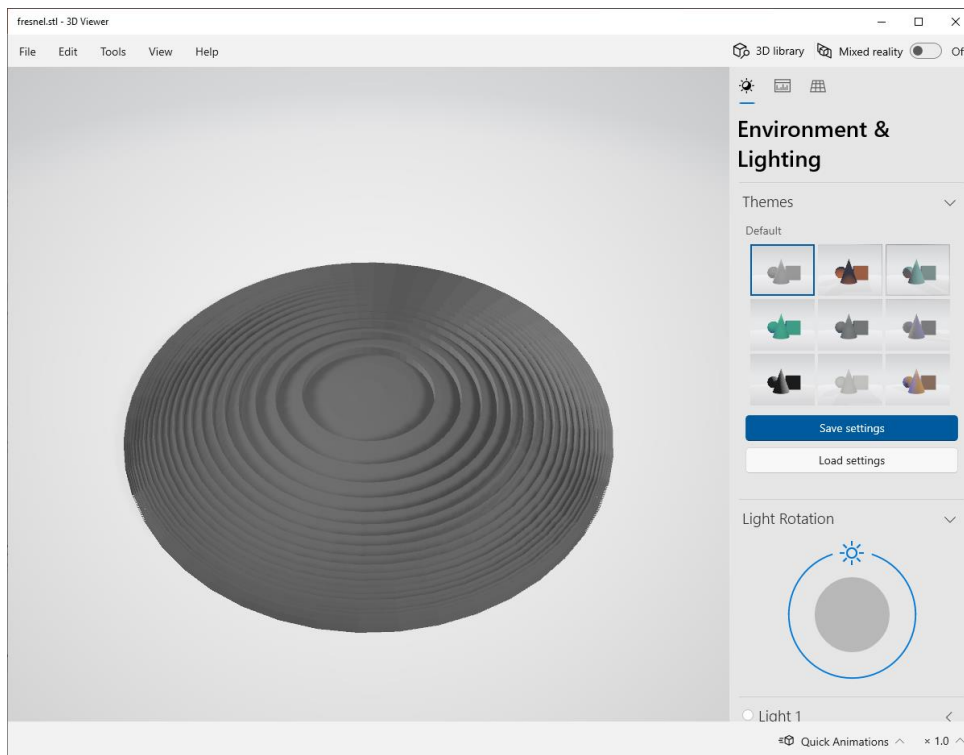 fresnel.stl - 3D Viewer
File Edit Tools View Help 3D library Mixed reality Of
Environment &
Lighting
Themes
Default
Save settings
Load settings
Light Rotation
Light 1
Quick Animations × 1.0